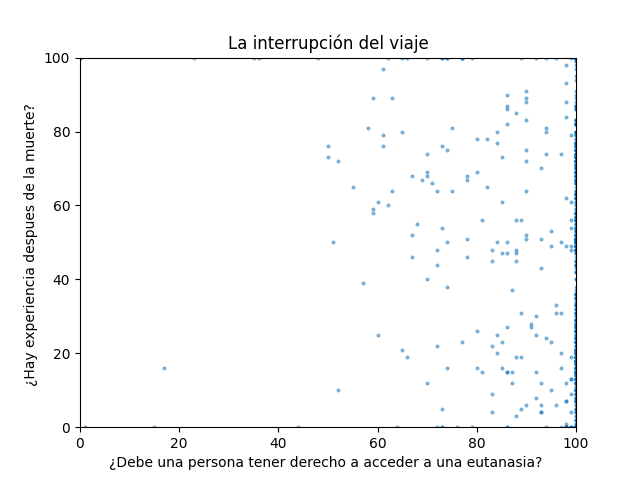 La interrupción del viaje
¿Hay experiencia despues de la muerte?
100
80
60
40
20
0
0 20 40 60 80 100
¿Debe una persona tener derecho a acceder a una eutanasia?